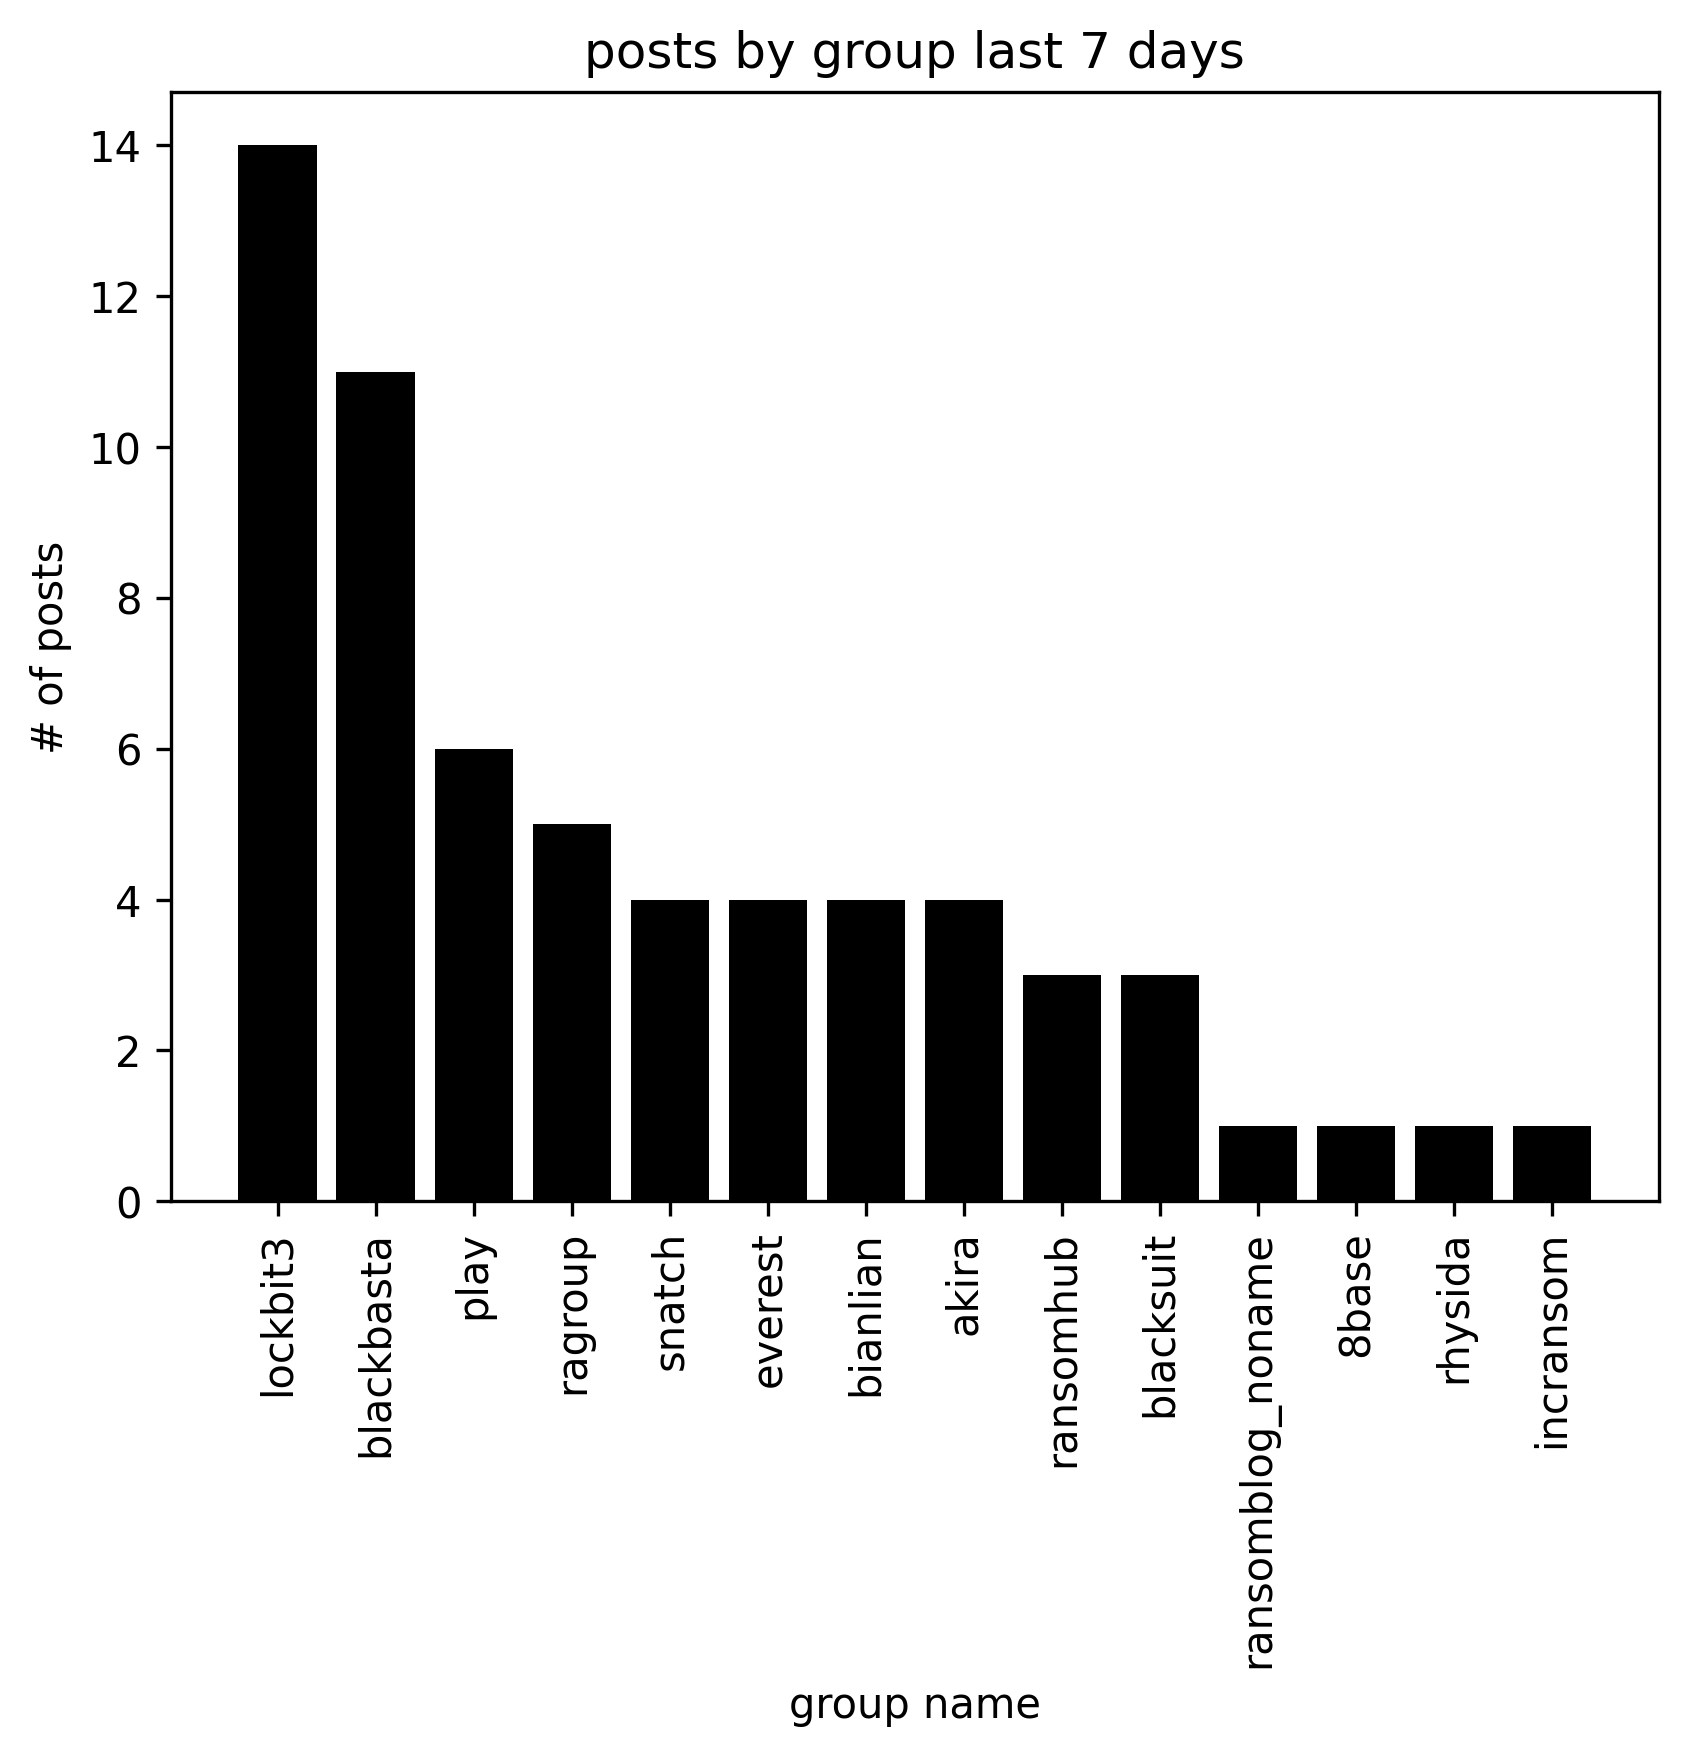 posts by group last 7 days
14
12
10
8
6
4
2
0
# of posts
lockbit3
blackbasta
play
ragroup
snatch
everest
bianlian
akira
ransomhub
blacksuit
ransomblog_noname
8base
rhysida
incransom
group name